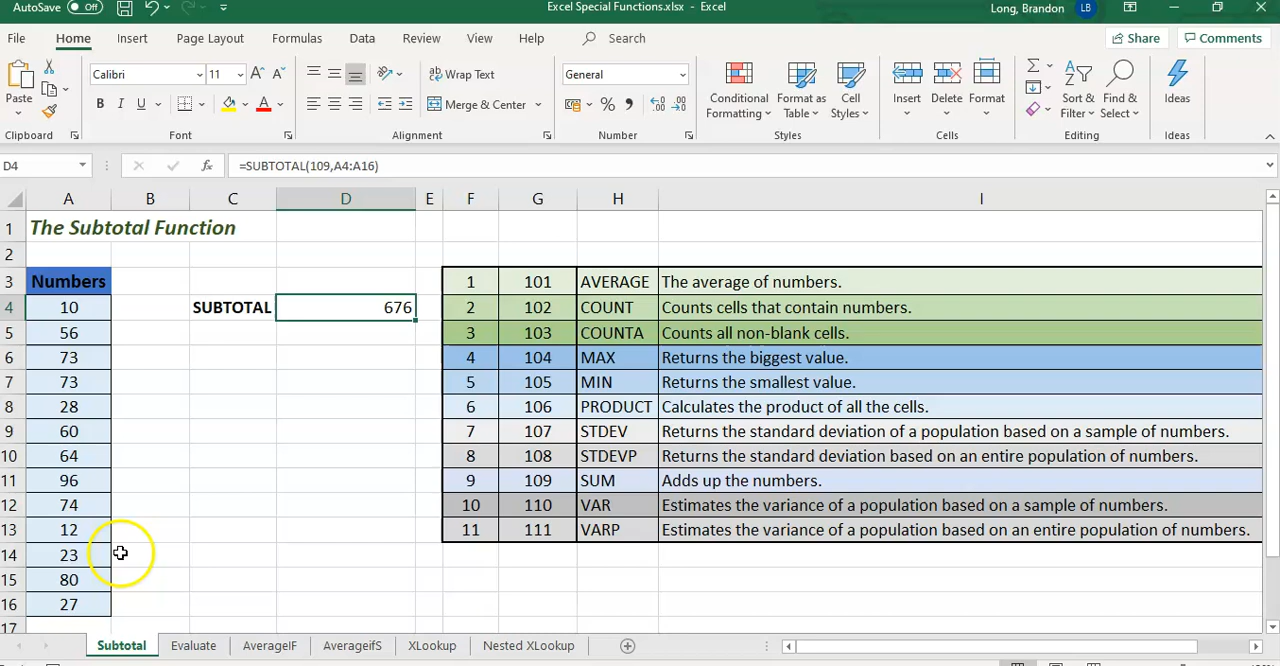 AutoSave Off Excel Special Functions.xlsx - Excel Long, Brandon LB
File Home Insert Page Layout Formulas Data Review View Help Search Share Comments
Paste Calibri 11 A A Wrap Text General Conditional Formatting Format as Table Cell Styles Insert Delete Format Sort & Filter Find & Select Ideas
B I U A Merge & Center % 9
Clipboard Font Alignment Number Styles Cells Editing Ideas
D4 fx =SUBTOTAL(109,A4:A16)
A B C D E F G H I
1 The Subtotal Function
2
3 Numbers 1 101 AVERAGE The average of numbers.
4 10 SUBTOTAL 676 2 102 COUNT Counts cells that contain numbers.
5 56 3 103 COUNTA Counts all non-blank cells.
6 73 4 104 MAX Returns the biggest value.
7 73 5 105 MIN Returns the smallest value.
8 28 6 106 PRODUCT Calculates the product of all the cells.
9 60 7 107 STDEV Returns the standard deviation of a population based on a sample of numbers.
10 64 8 108 STDEVP Returns the standard deviation based on an entire population of numbers.
11 96 9 109 SUM Adds up the numbers.
12 74 10 110 VAR Estimates the variance of a population based on a sample of numbers.
13 12 11 111 VARP Estimates the variance of a population based on an entire population of numbers.
14 23
15 80
16 27
17
Subtotal Evaluate AverageIF AverageifS XLookup Nested XLookup